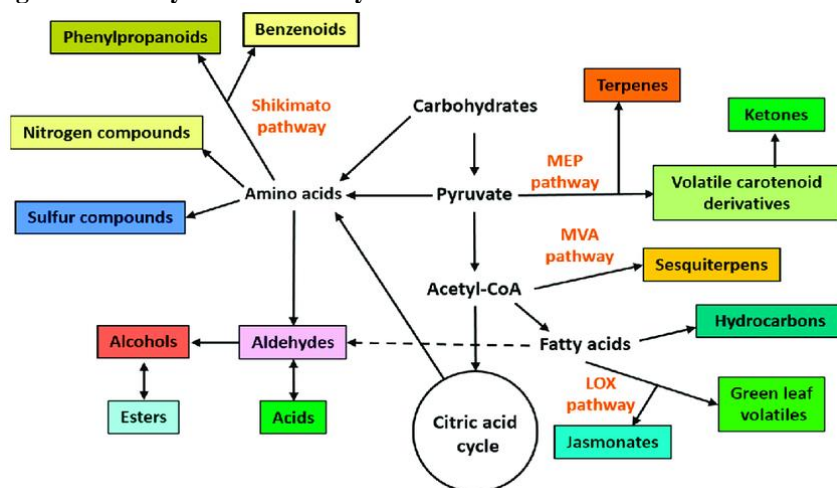 Phenylpropanoids
Benzenoids
Shikimato
pathway
Carbohydrates
Terpenes
Ketones
Nitrogen compounds
MEP
pathway
Amino acids
Pyruvate
Volatile carotenoid
derivatives
Sulfur compounds
MVA
pathway
Sesquiterpens
Acetyl-CoA
Hydrocarbons
Alcohols
Aldehydes
Fatty acids
LOX
pathway
Green leaf
volatiles
Esters
Acids
Citric acid
cycle
Jasmonates